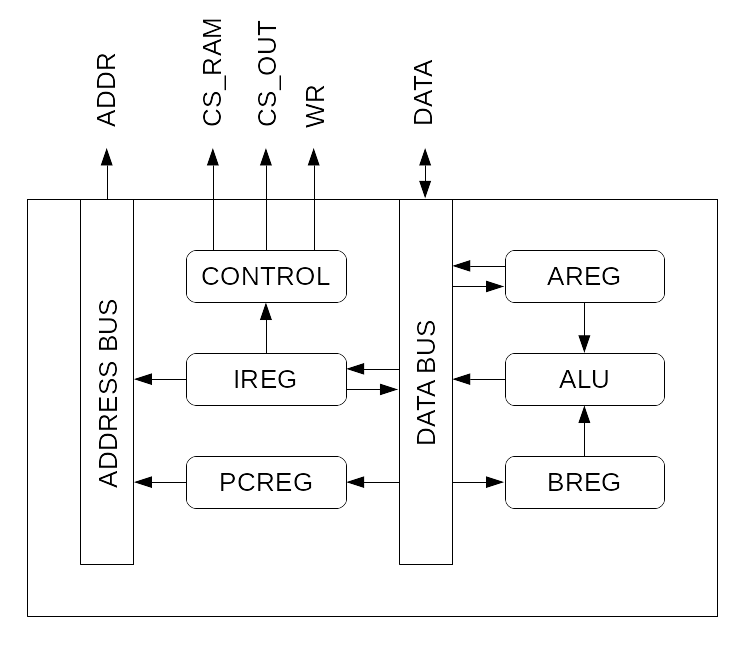 ADDR
CS_RAM
CS_OUT
WR
DATA
ADDRESS BUS
CONTROL
IREG
PCREG
DATA BUS
AREG
ALU
BREG